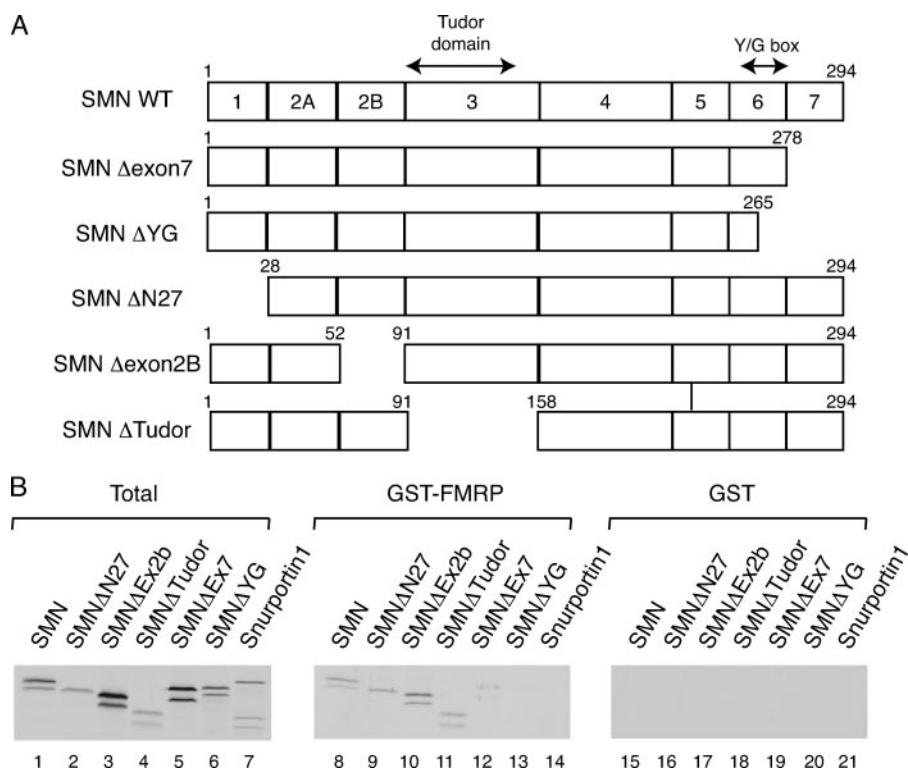 A
Tudor
domain
Y/G box
1 294
SMN WT 1 2A 2B 3 4 5 6 7
1 278
SMN Δexon7
1 265
SMN ΔYG
28 294
SMN ΔN27
1 52 91 294
SMN Δexon2B
1 91 158 294
SMN ΔTudor
B
Total GST-FMRP GST
SMN SMNΔN27 SMNΔEx2b SMNΔTudor SMNΔEx7 SMNΔYG Snurportin1 SMN SMNΔN27 SMNΔEx2b SMNΔTudor SMNΔEx7 SMNΔYG Snurportin1 SMN SMNΔN27 SMNΔEx2b SMNΔTudor SMNΔEx7 SMNΔYG Snurportin1
1 2 3 4 5 6 7 8 9 10 11 12 13 14 15 16 17 18 19 20 21